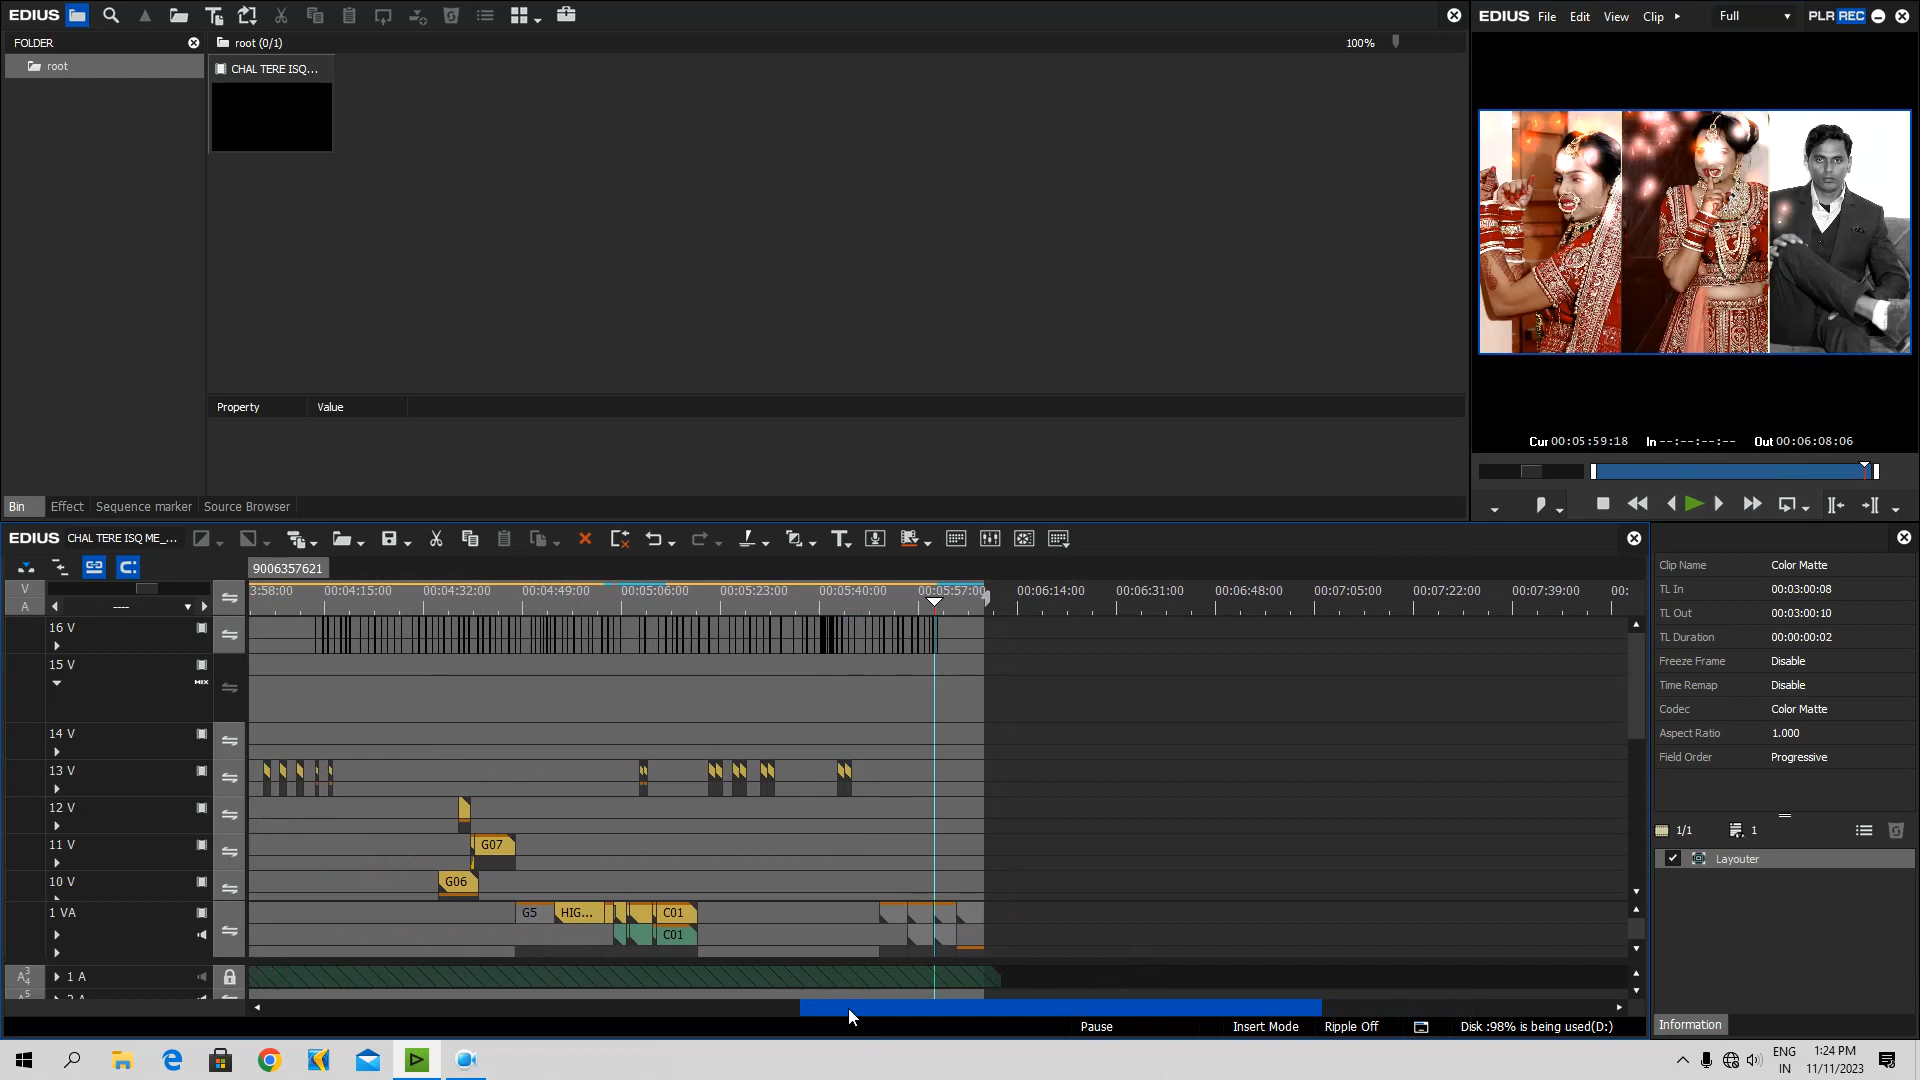 EDIUS
FOLDER
root
root (0/1)
100%
CHAL TERE ISQ...
Property Value
Bin Effect Sequence marker Source Browser
EDIUS File Edit View Clip Full PLR REC
Cur 00:05:59:18 In --:--:--:-- Out 00:06:08:06
EDIUS CHAL TERE ISQ ME_...
9006357621
V
A ----
3:58:00 00:04:15:00 00:04:32:00 00:04:49:00 00:05:06:00 00:05:23:00 00:05:40:00 00:05:57:00 00:06:14:00 00:06:31:00 00:06:48:00 00:07:05:00 00:07:22:00 00:07:39:00 00:
16 V
15 V
MIX
14 V
13 V
12 V
11 V G07
10 V G06
1 VA G5 HIG... C01
C01
A 3 4 1 A
Pause Insert Mode Ripple Off Disk :98% is being used(D:)
Clip Name Color Matte
TL In 00:03:00:08
TL Out 00:03:00:10
TL Duration 00:00:00:02
Freeze Frame Disable
Time Remap Disable
Codec Color Matte
Aspect Ratio 1.000
Field Order Progressive
1/1 1
Layouter
Information
ENG
IN
1:24 PM
11/11/2023